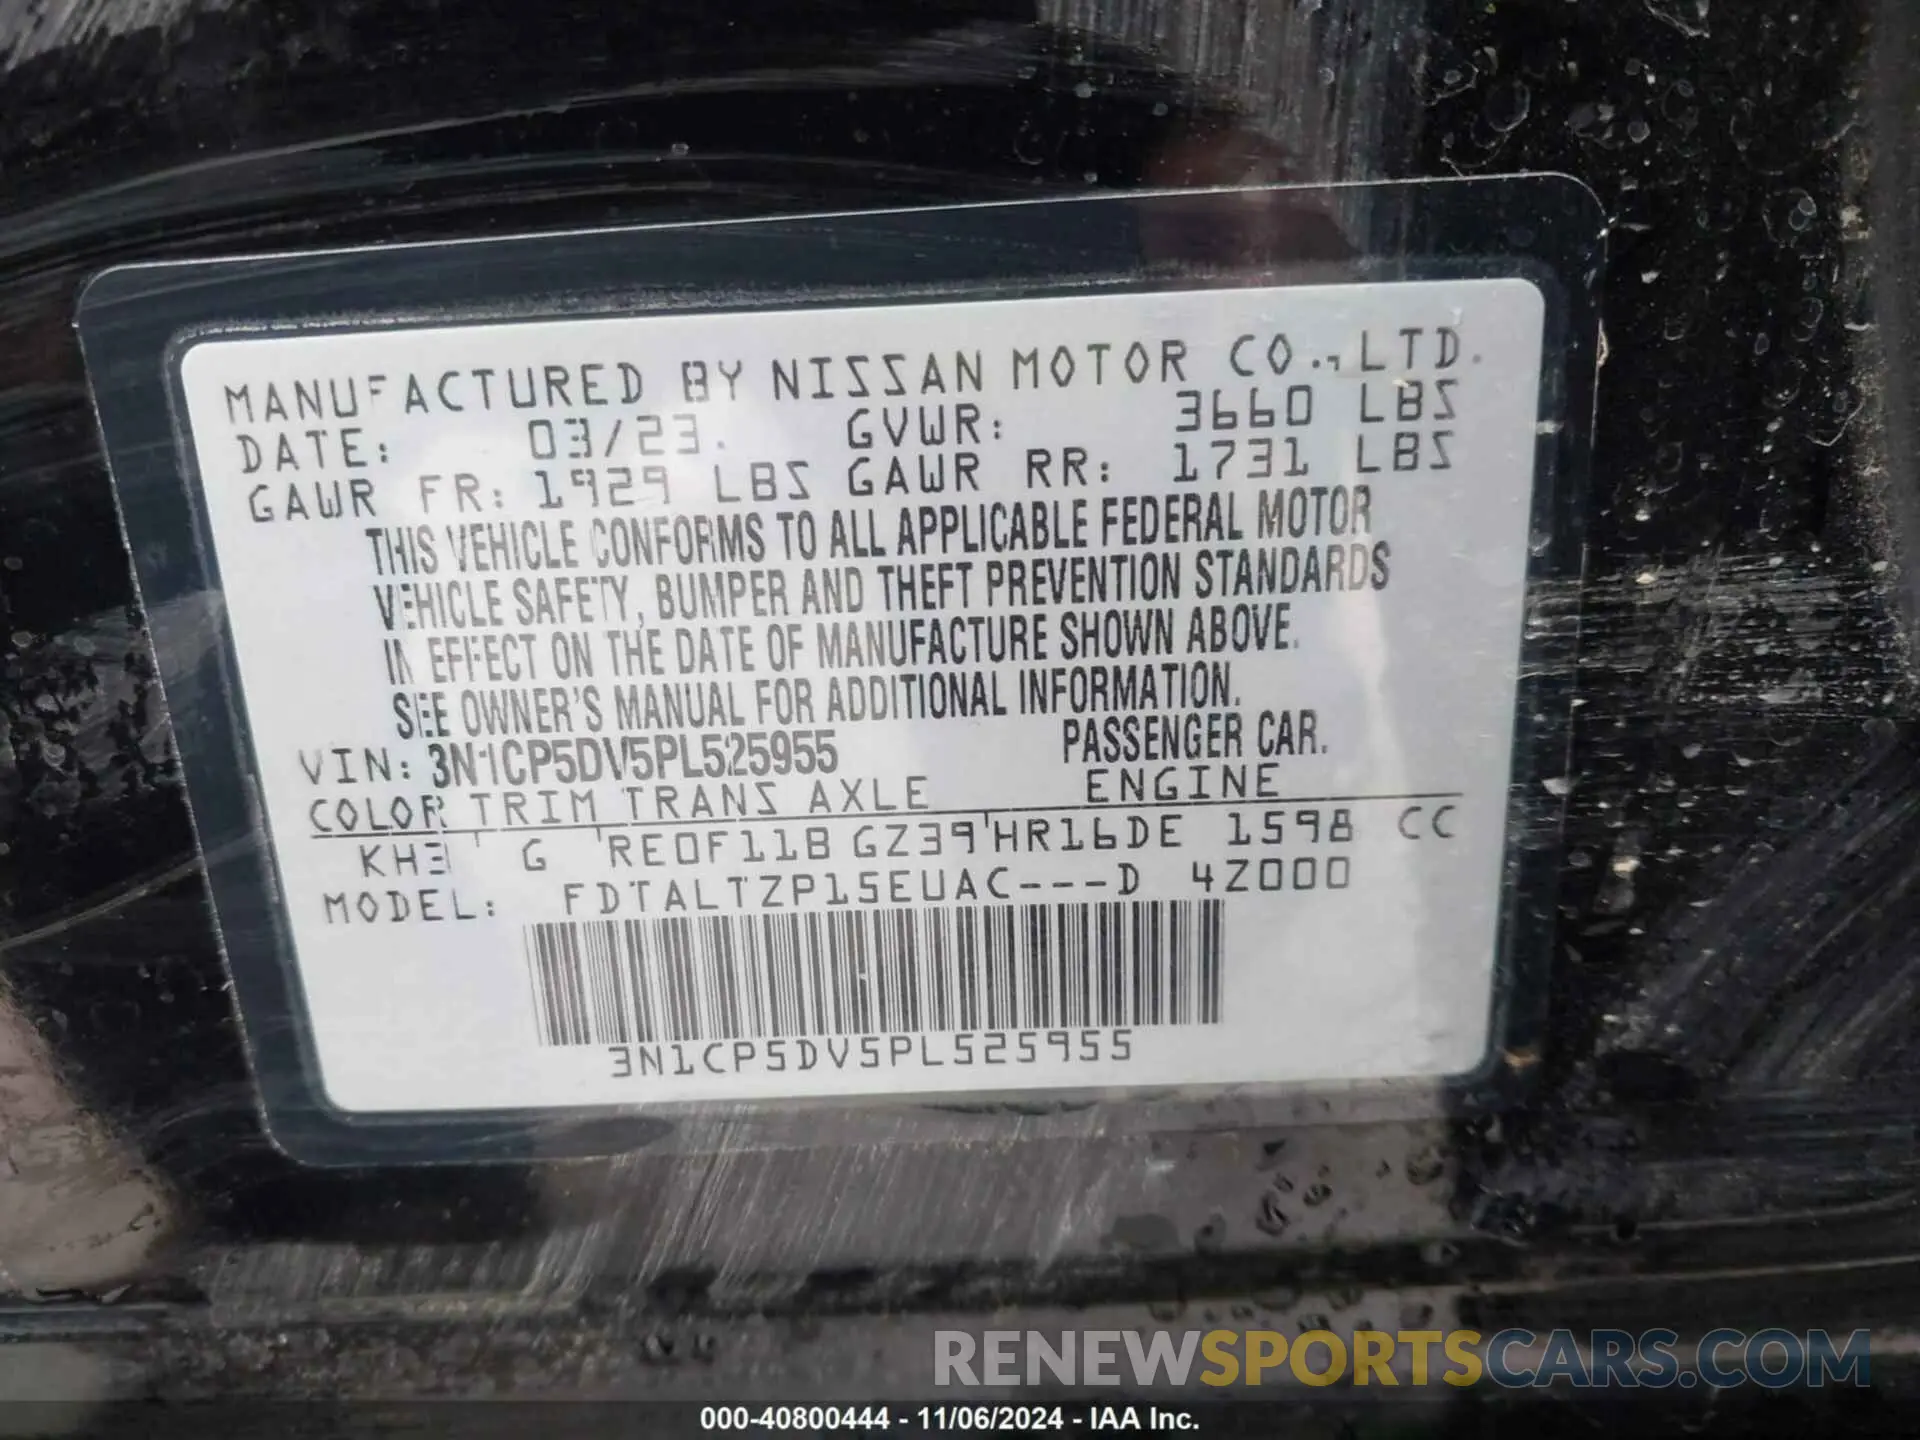 MANUFACTURED BY NISSAN MOTOR CO., LTD.
DATE: 03/23. GVWR: 3660 LBS
GAWR FR: 1929 LBS GAWR RR: 1731 LBS
THIS VEHICLE CONFORMS TO ALL APPLICABLE FEDERAL MOTOR
VEHICLE SAFETY, BUMPER AND THEFT PREVENTION STANDARDS
IN EFFECT ON THE DATE OF MANUFACTURE SHOWN ABOVE.
SEE OWNER'S MANUAL FOR ADDITIONAL INFORMATION.
VIN: 3N1CP5DV5PL525955 PASSENGER CAR.
COLOR TRIM TRANS AXLE ENGINE
KH3 G RE0F11B GZ39 HR16DE 1598 CC
MODEL: FDTALTZP15EUAC---D 4Z000
3N1CP5DV5PL525955
RENEWSPORTSCARS.COM
000-40800444 - 11/06/2024 - IAA Inc.